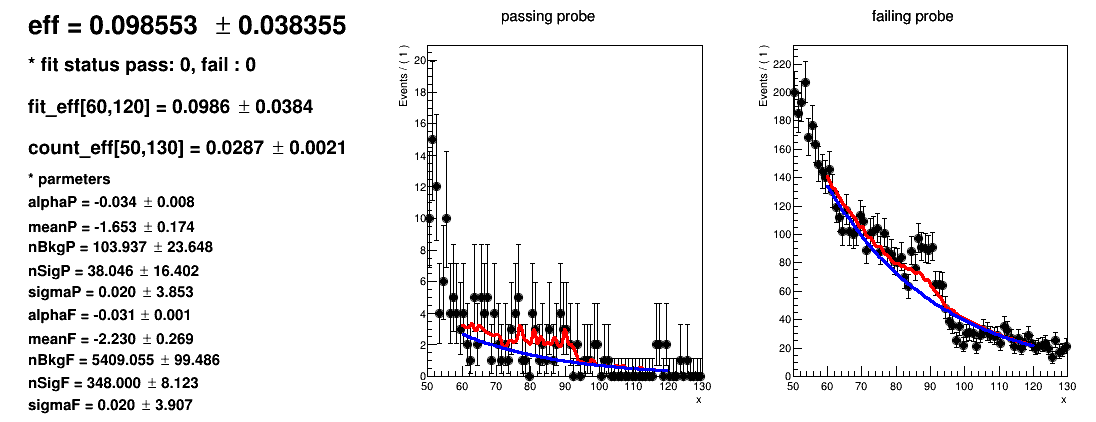 eff = 0.098553 ± 0.038355
* fit status pass: 0, fail : 0
fit_eff[60,120] = 0.0986 ± 0.0384
count_eff[50,130] = 0.0287 ± 0.0021
* parmeters
alphaP = -0.034 ± 0.008
meanP = -1.653 ± 0.174
nBkgP = 103.937 ± 23.648
nSigP = 38.046 ± 16.402
sigmaP = 0.020 ± 3.853
alphaF = -0.031 ± 0.001
meanF = -2.230 ± 0.269
nBkgF = 5409.055 ± 99.486
nSigF = 348.000 ± 8.123
sigmaF = 0.020 ± 3.907
passing probe
Events / ( 1 )
20
18
16
14
12
10
8
6
4
2
0
50 60 70 80 90 100 110 120 130
x
failing probe
Events / ( 1 )
220
200
180
160
140
120
100
80
60
40
20
0
50 60 70 80 90 100 110 120 130
x